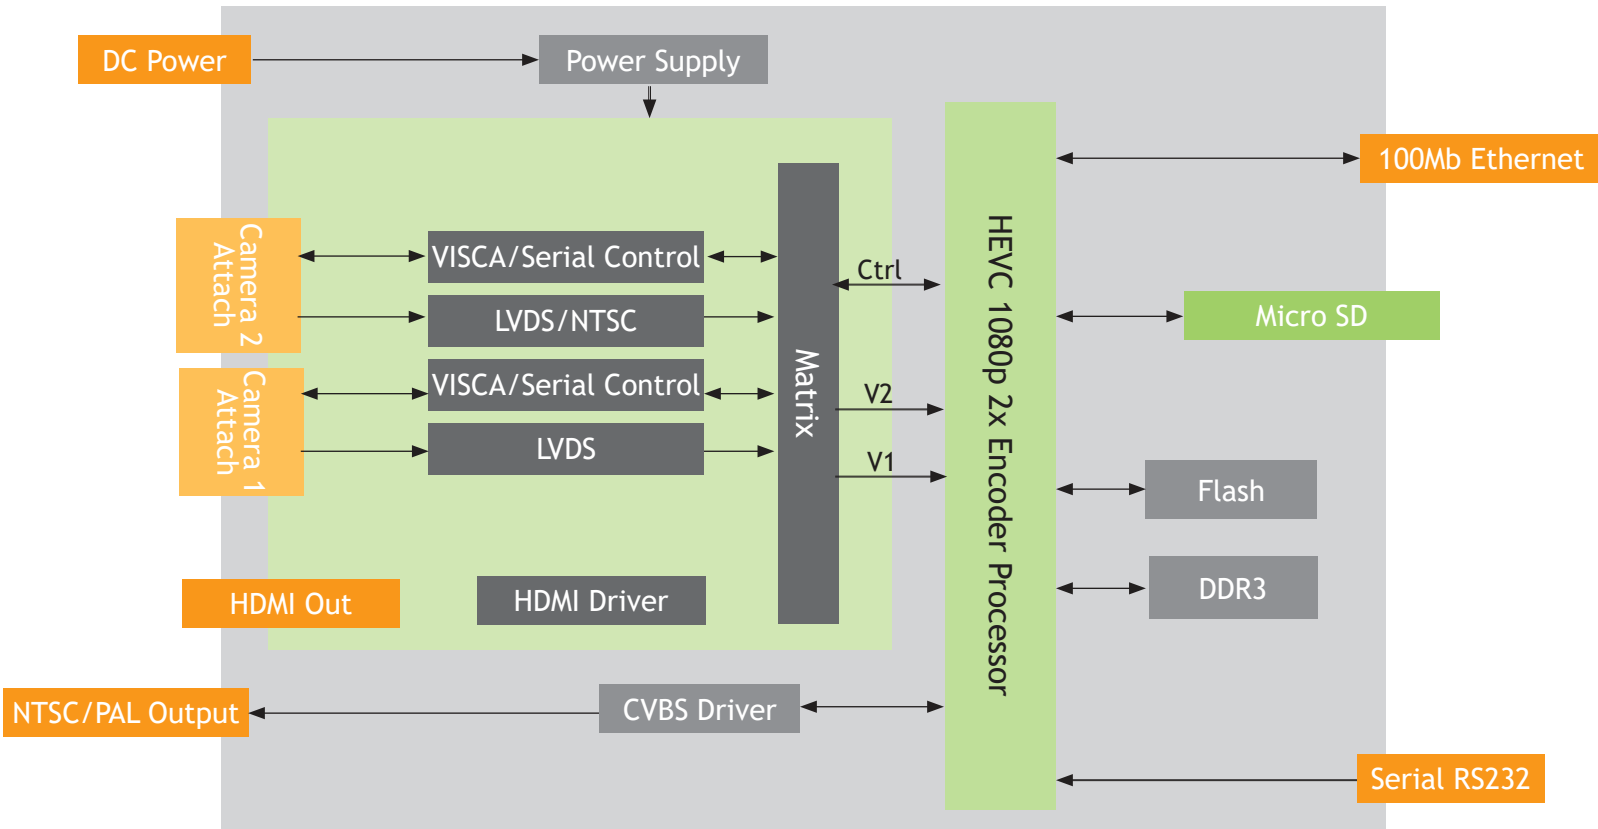 DC Power
Power Supply
100Mb Ethernet
Camera 2
Attach
VISCA/Serial Control
Ctrl
LVDS/NTSC
Micro SD
Camera 1
Attach
VISCA/Serial Control
V2
LVDS
V1
Matrix
HEVC 1080p 2x Encoder Processor
Flash
DDR3
HDMI Out
HDMI Driver
NTSC/PAL Output
CVBS Driver
Serial RS232